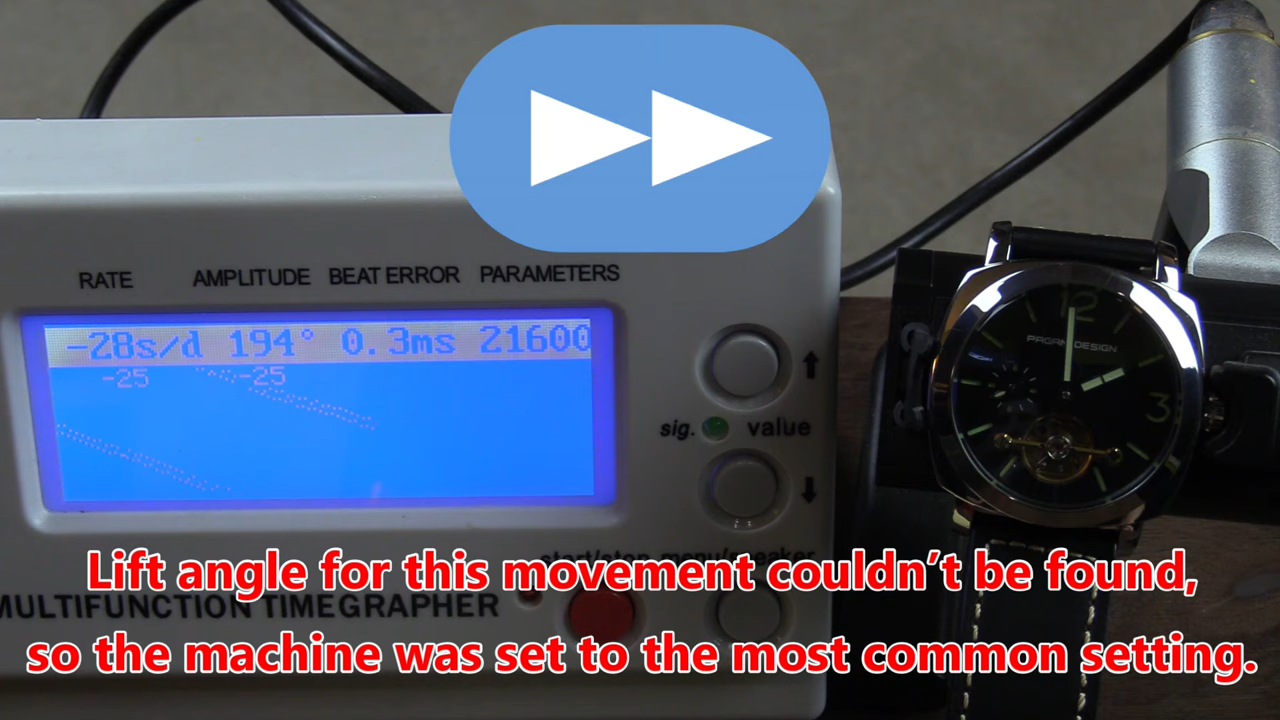 RATE AMPLITUDE BEAT ERROR PARAMETERS
-28s/d 194° 0.3ms 21600
-25 -25
sig. value
start/stop menu/speaker
MULTIFUNCTION TIMEGRAPHER
12
PAGANI DESIGN
3
Lift angle for this movement couldn’t be found,
so the machine was set to the most common setting.